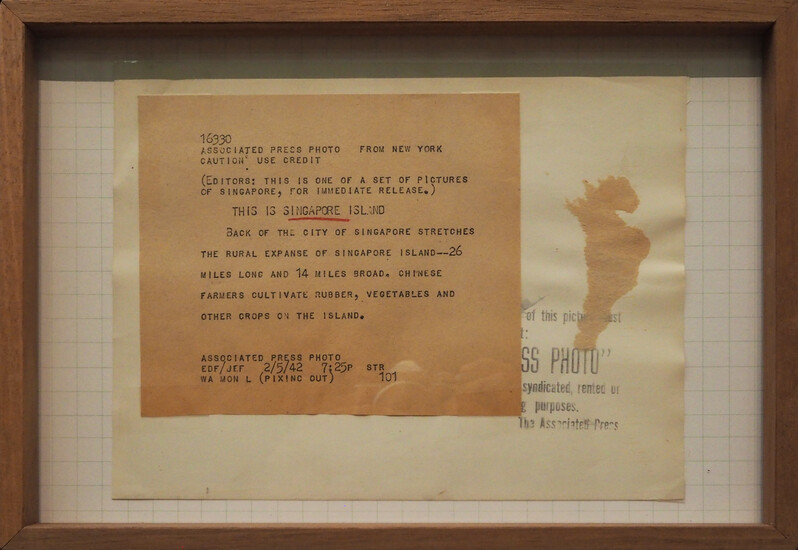 16330
ASSOCIATED PRESS PHOTO FROM NEW YORK
CAUTION USE CREDIT
(EDITORS: THIS IS ONE OF A SET OF PICTURES
OF SINGAPORE, FOR IMMEDIATE RELEASE.)
THIS IS SINGAPORE ISLAND
BACK OF THE CITY OF SINGAPORE STRETCHES
THE RURAL EXPANSE OF SINGAPORE ISLAND--26
MILES LONG AND 14 MILES BROAD. CHINESE
FARMERS CULTIVATE RUBBER, VEGETABLES AND
OTHER CROPS ON THE ISLAND.
ASSOCIATED PRESS PHOTO
EDF/JEF 2/5/42 7:25P STR
WA MON L (PIXING OUT) 101
of this
SS PHOTO"
syndicated, rented or
purposes.
The Associated Press